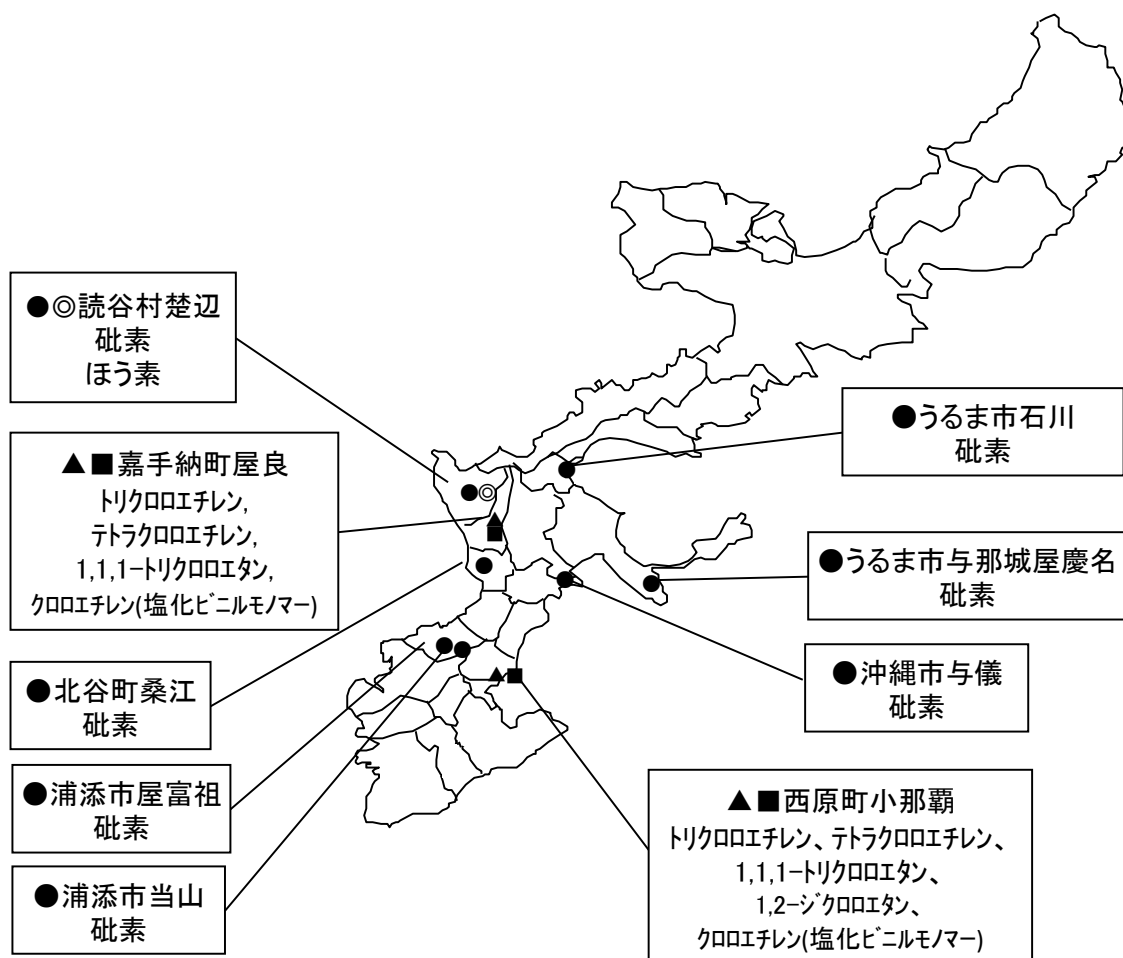 ●◎読谷村楚辺
砒素
ほう素
▲■嘉手納町屋良
ﾄﾘｸﾛﾛｴﾁﾚﾝ,
ﾃﾄﾗｸﾛﾛｴﾁﾚﾝ,
1,1,1-ﾄﾘｸﾛﾛｴﾀﾝ,
ｸﾛﾛｴﾁﾚﾝ(塩化ﾋﾞﾆﾙﾓﾉﾏｰ)
●北谷町桑江
砒素
●浦添市屋富祖
砒素
●浦添市当山
砒素
●うるま市石川
砒素
●うるま市与那城屋慶名
砒素
●沖縄市与儀
砒素
▲■西原町小那覇
ﾄﾘｸﾛﾛｴﾁﾚﾝ、ﾃﾄﾗｸﾛﾛｴﾁﾚﾝ、
1,1,1-ﾄﾘｸﾛﾛｴﾀﾝ、
1,2-ｼﾞｸﾛﾛｴﾀﾝ、
ｸﾛﾛｴﾁﾚﾝ(塩化ﾋﾞﾆﾙﾓﾉﾏｰ)